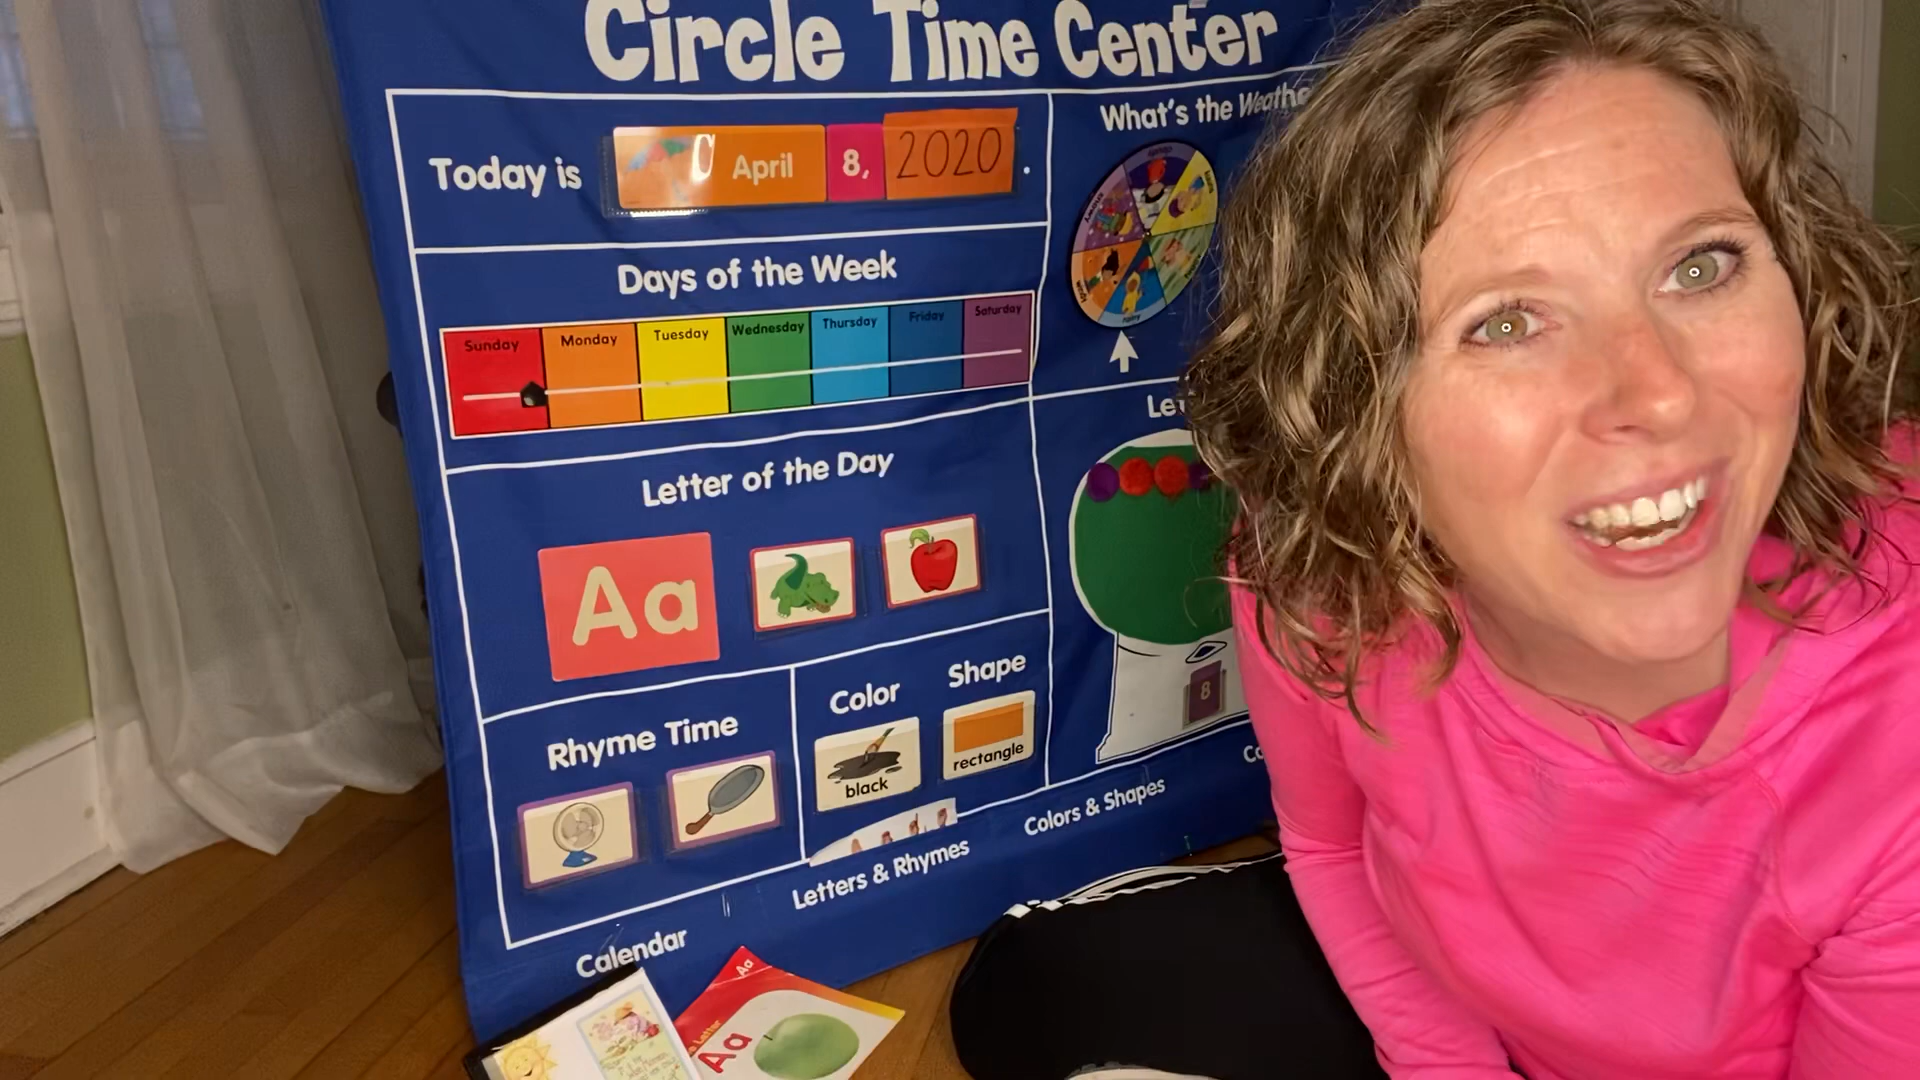 Circle Time Center
Today is April 8, 2020 .
What's the
Days of the Week
Sunday Monday Tuesday Wednesday Thursday Friday Saturday
Letter of the Day
Aa
8
Rhyme Time
Color
Shape
black
rectangle
Colors & Shapes
Letters & Rhymes
Calendar
Aa
Letter
Aa